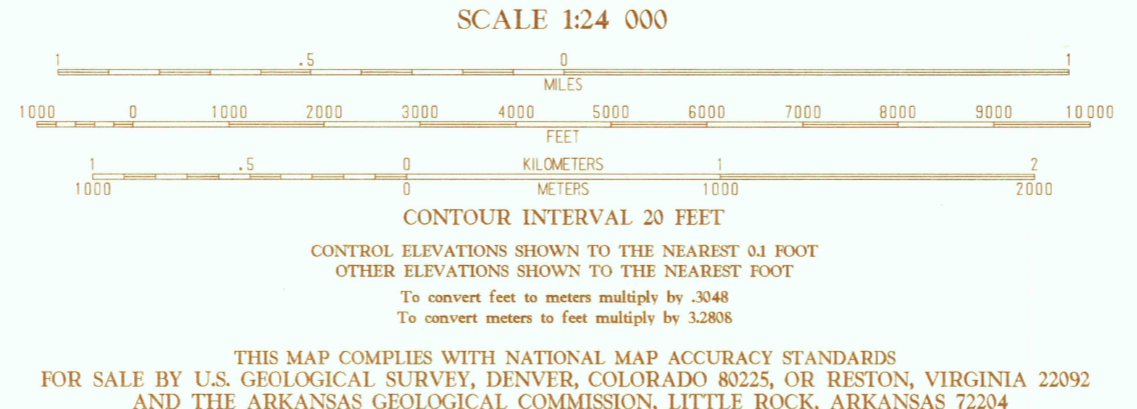 SCALE 1:24 000
1 .5 0 1
MILES
1000 0 1000 2000 3000 4000 5000 6000 7000 8000 9000 10 000
FEET
1 .5 0 KILOMETERS 1 2
1000 0 METERS 1000 2000
CONTOUR INTERVAL 20 FEET
CONTROL ELEVATIONS SHOWN TO THE NEAREST 0.1 FOOT
OTHER ELEVATIONS SHOWN TO THE NEAREST FOOT
To convert feet to meters multiply by .3048
To convert meters to feet multiply by 3.2808
THIS MAP COMPLIES WITH NATIONAL MAP ACCURACY STANDARDS
FOR SALE BY U.S. GEOLOGICAL SURVEY, DENVER, COLORADO 80225, OR RESTON, VIRGINIA 22092
AND THE ARKANSAS GEOLOGICAL COMMISSION, LITTLE ROCK, ARKANSAS 72204